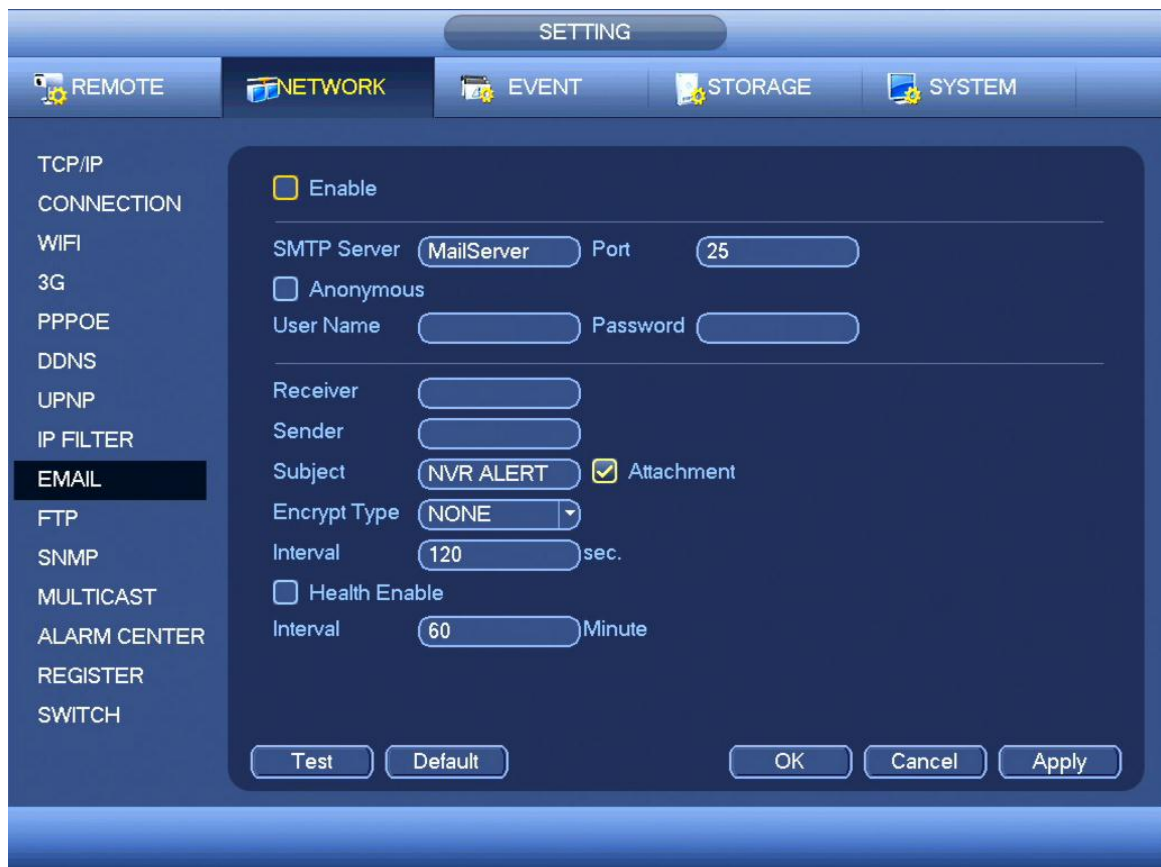 SETTING
REMOTE NETWORK EVENT STORAGE SYSTEM
TCP/IP
CONNECTION
WIFI
3G
PPPOE
DDNS
UPNP
IP FILTER
EMAIL
FTP
SNMP
MULTICAST
ALARM CENTER
REGISTER
SWITCH
Enable
SMTP Server MailServer Port 25
Anonymous
User Name Password
Receiver
Sender
Subject NVR ALERT Attachment
Encrypt Type NONE
Interval 120 sec.
Health Enable
Interval 60 Minute
Test Default OK Cancel Apply